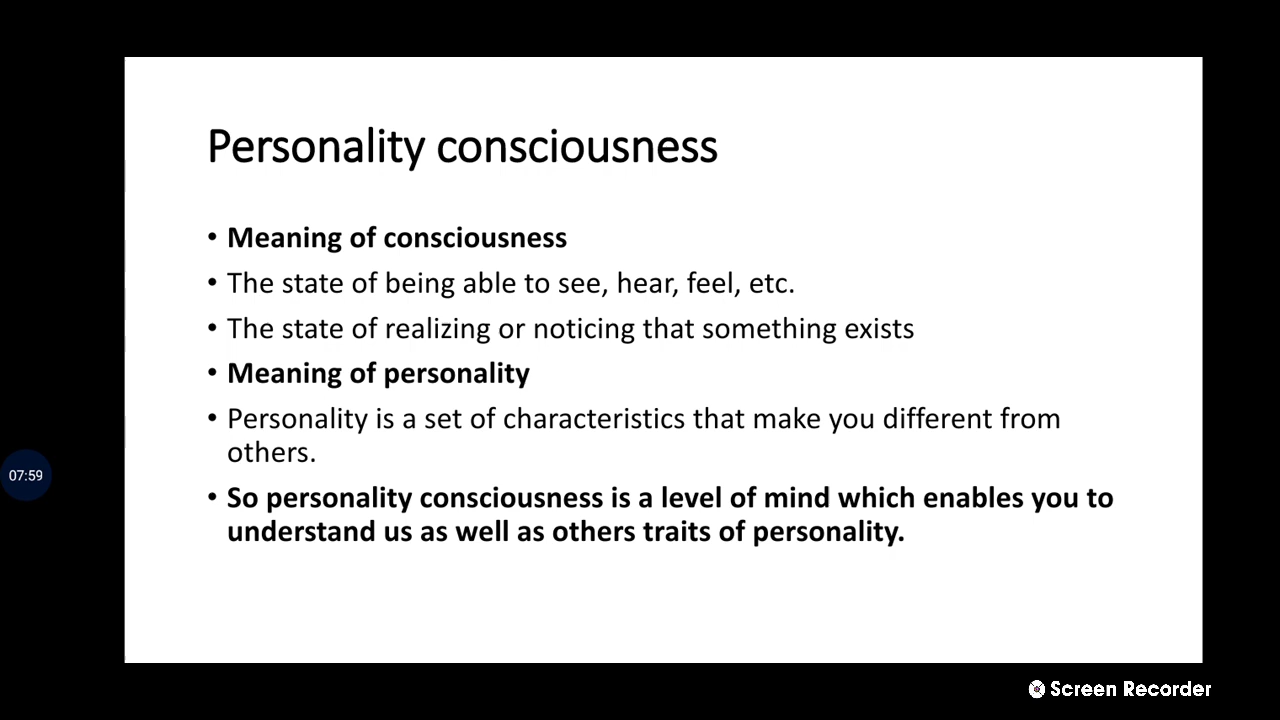 Personality consciousness
• Meaning of consciousness
• The state of being able to see, hear, feel, etc.
• The state of realizing or noticing that something exists
• Meaning of personality
• Personality is a set of characteristics that make you different from
others.
• So personality consciousness is a level of mind which enables you to
understand us as well as others traits of personality.
07:59
Screen Recorder